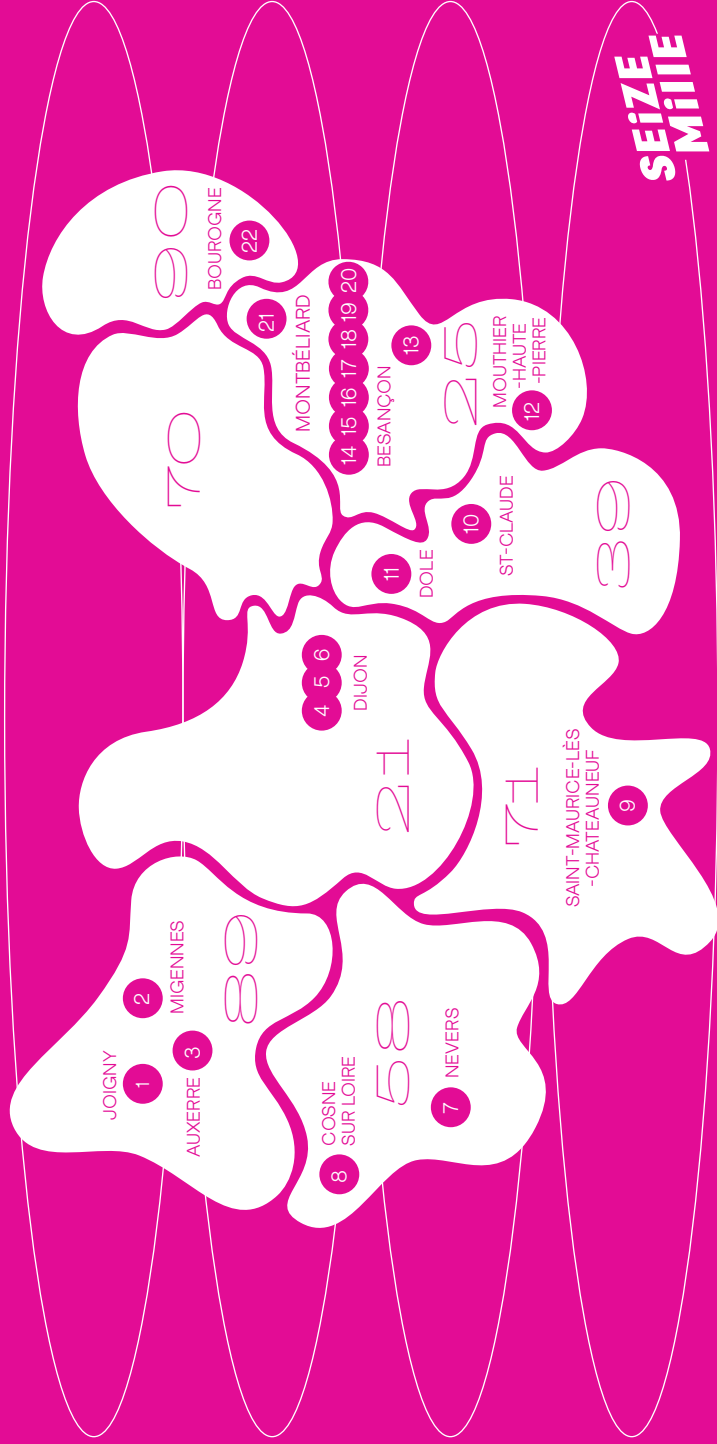 JOIGNY
1
2
MIGENNES
3
AUXERRE
89
COSNE
SUR LOIRE
8
58
7
NEVERS
4 5 6
DIJON
21
71
SAINT-MAURICE-LÈS
-CHATEAUNEUF
9
70
90
BOUROGNE
22
21
MONTBÉLIARD
14 15 16 17 18 19 20
BESANÇON
13
25
MOUTHIER
-HAUTE
-PIERRE
12
11
DOLE
10
ST-CLAUDE
39
SEiZE
MillE